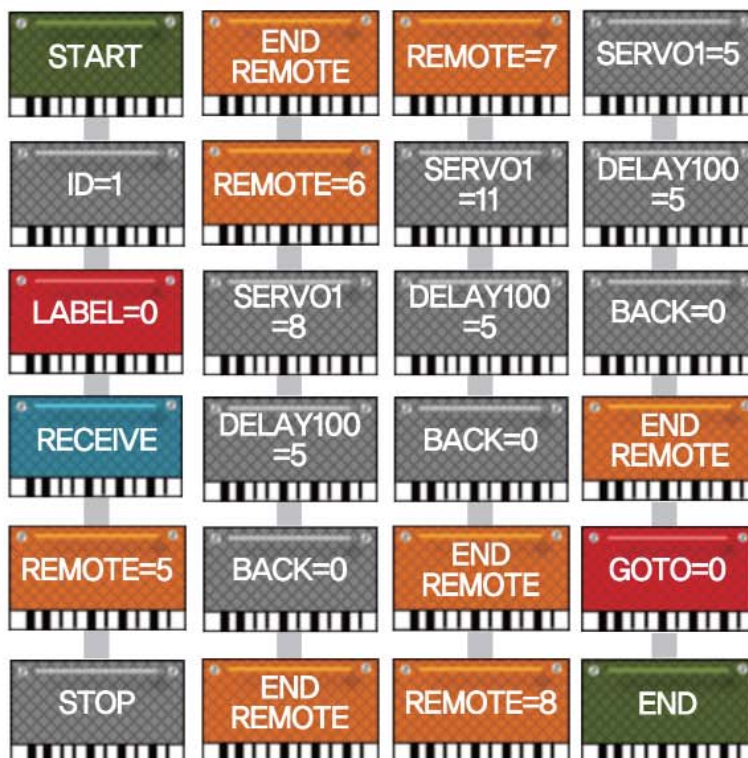 START
ID=1
LABEL=0
RECEIVE
REMOTE=5
STOP
END
REMOTE
REMOTE=6
SERVO1
=8
DELAY100
=5
BACK=0
END
REMOTE
REMOTE=7
SERVO1
=11
DELAY100
=5
BACK=0
END
REMOTE
REMOTE=8
SERVO1=5
DELAY100
=5
BACK=0
END
REMOTE
GOTO=0
END